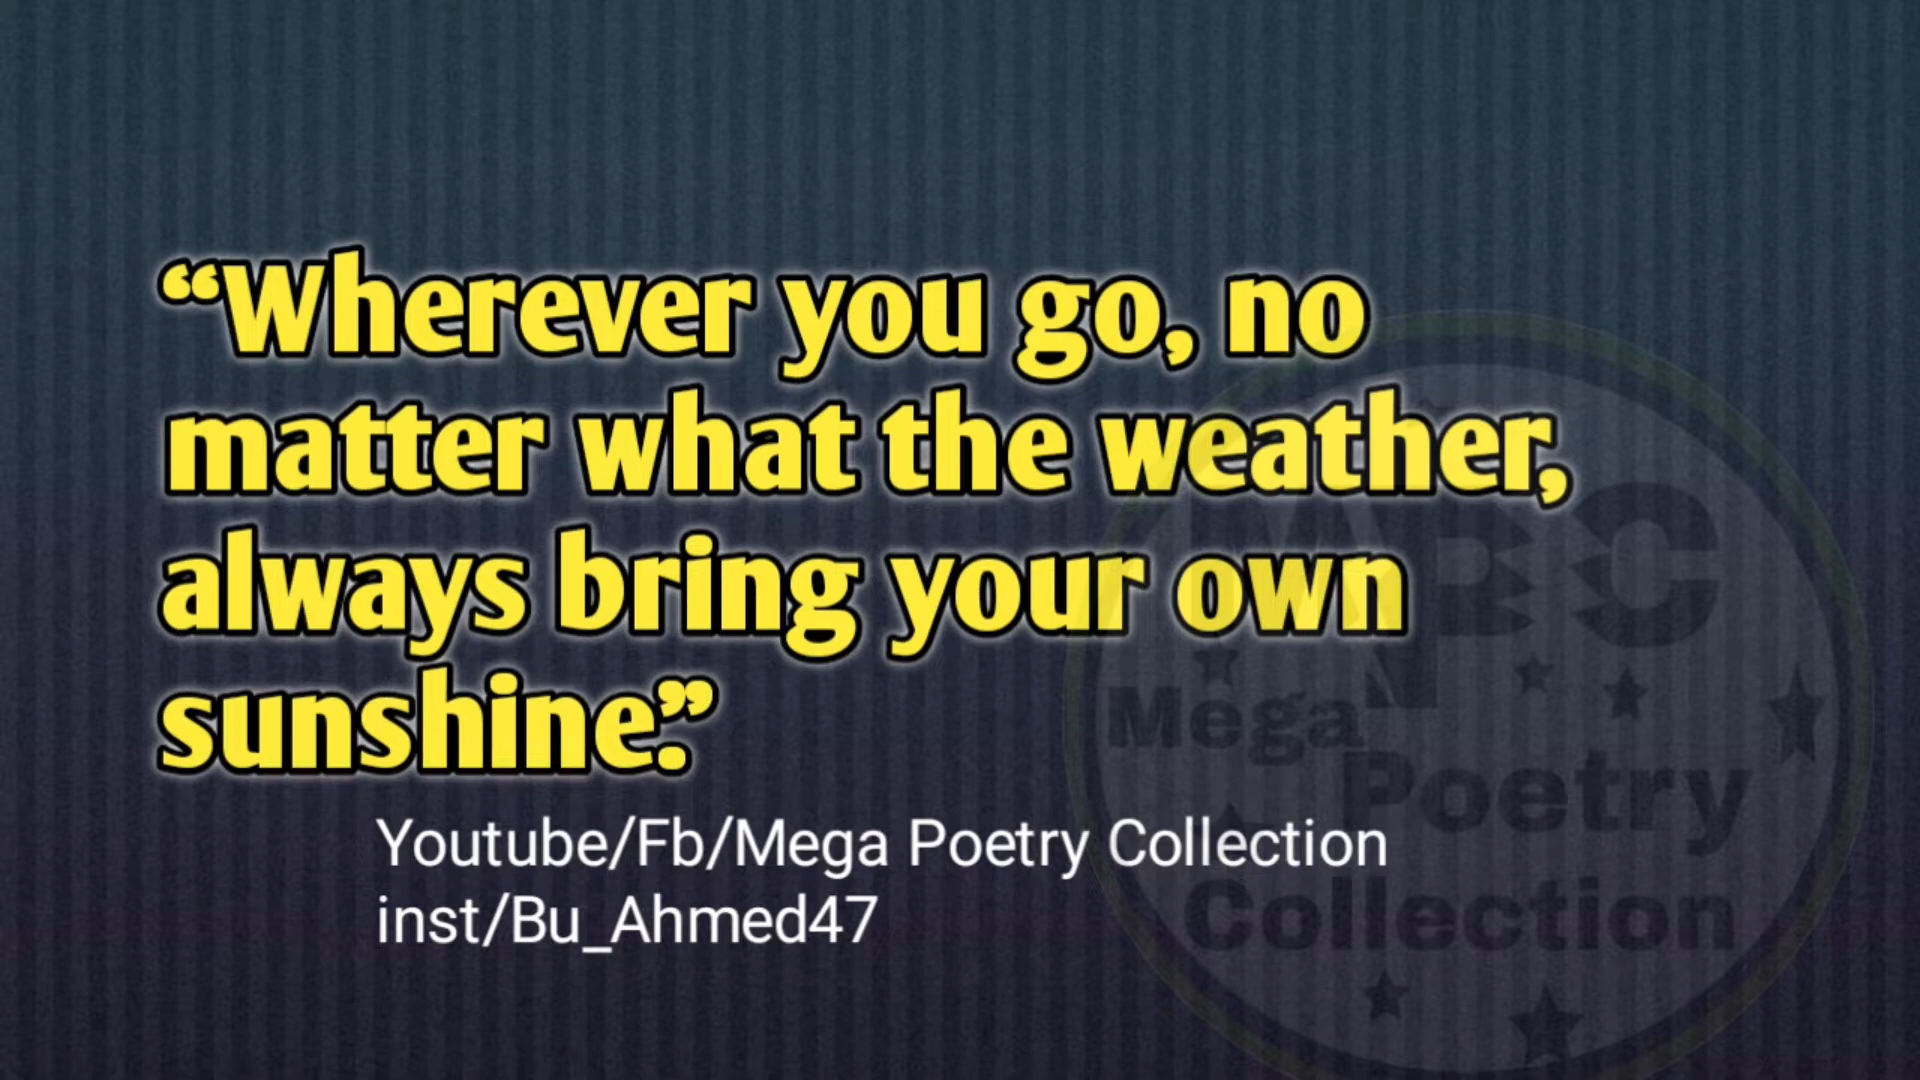 “Wherever you go, no
matter what the weather,
always bring your own
sunshine.”
Youtube/Fb/Mega Poetry Collection
inst/Bu_Ahmed47
MPC
Mega
Poetry
Collection